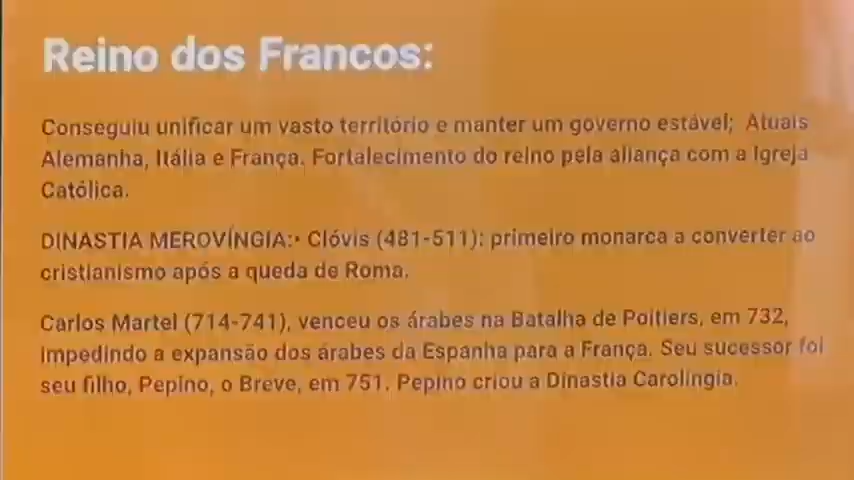 Reino dos Francos:
Conseguiu unificar um vasto território e manter um governo estável; Atuais
Alemanha, Itália e França. Fortalecimento do reino pela aliança com a Igreja
Católica.
DINASTIA MEROVÍNGIA:• Clóvis (481-511): primeiro monarca a converter ao
cristianismo após a queda de Roma.
Carlos Martel (714-741), venceu os árabes na Batalha de Poitiers, em 732,
impedindo a expansão dos árabes da Espanha para a França. Seu sucessor foi
seu filho, Pepino, o Breve, em 751. Pepino criou a Dinastia Carolíngia.